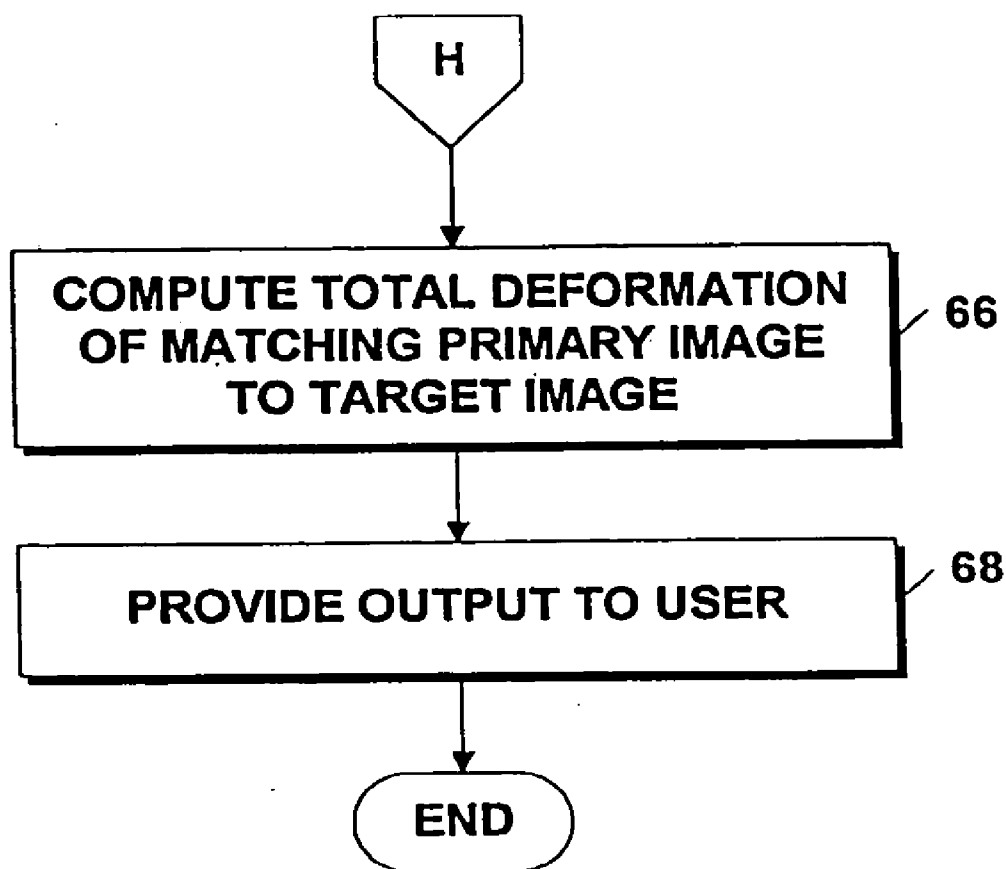 H
COMPUTE TOTAL DEFORMATION
OF MATCHING PRIMARY IMAGE
TO TARGET IMAGE
66
PROVIDE OUTPUT TO USER
68
END